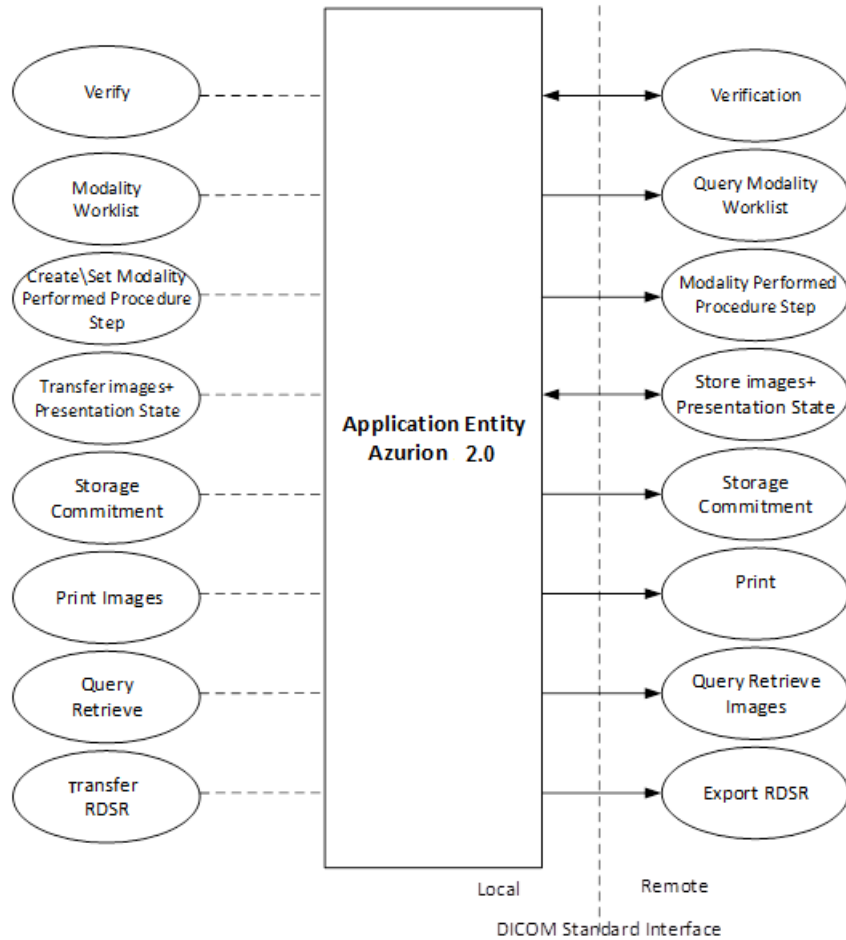 Verify
Verification
Modality
Worklist
Query Modality
Worklist
Create\Set Modality
Performed Procedure
Step
Modality Performed
Procedure Step
Transfer images+
Presentation State
Store images+
Presentation State
Application Entity
Azurion 2.0
Storage
Commitment
Storage
Commitment
Print Images
Print
Query
Retrieve
Query Retrieve
Images
Transfer
RDSR
Export RDSR
Local
Remote
DICOM Standard Interface